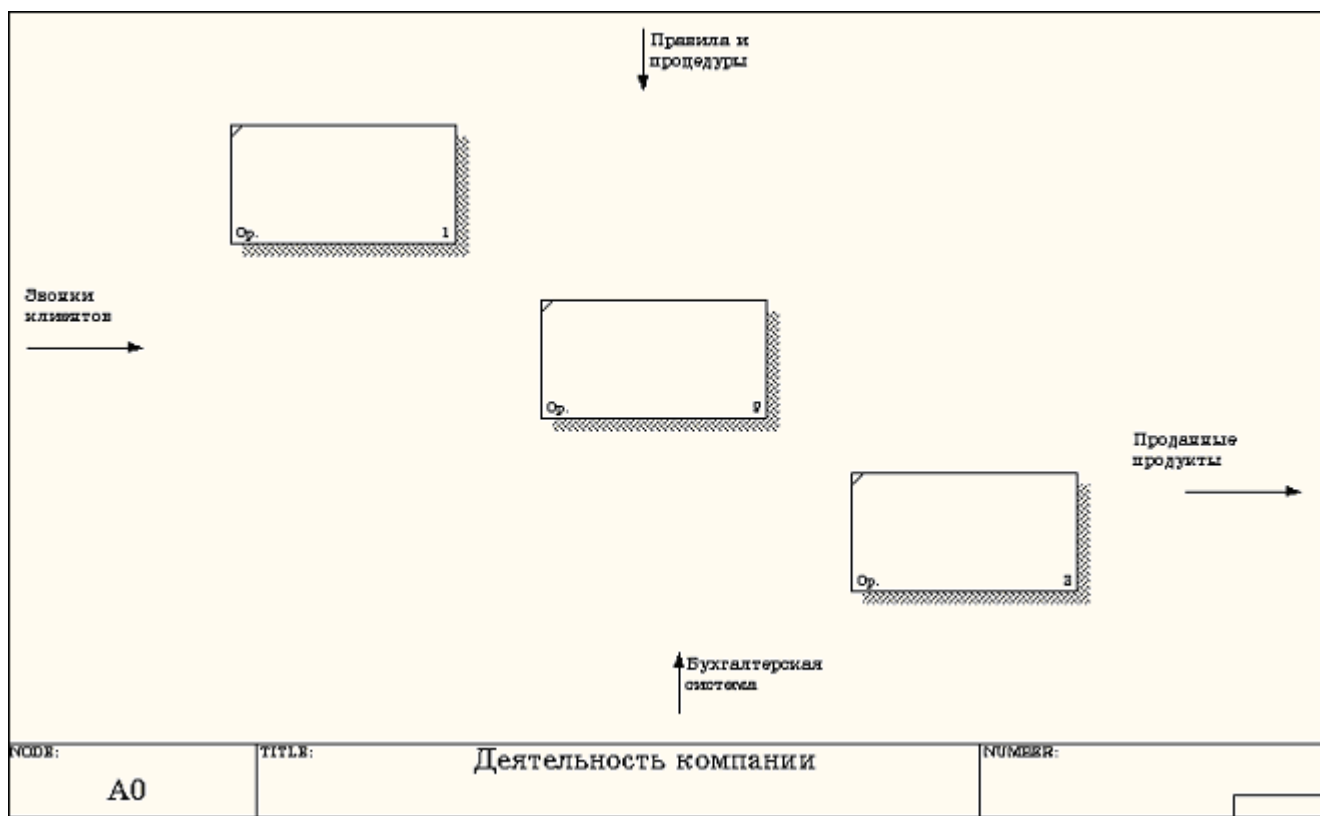 Правила и
процедуры
Ор.
1
Звонки
клиентов
Ор.
2
Проданные
продукты
Ор.
3
Бухгалтерская
система
NODE:
TITLE:
Деятельность компании
NUMBER:
A0